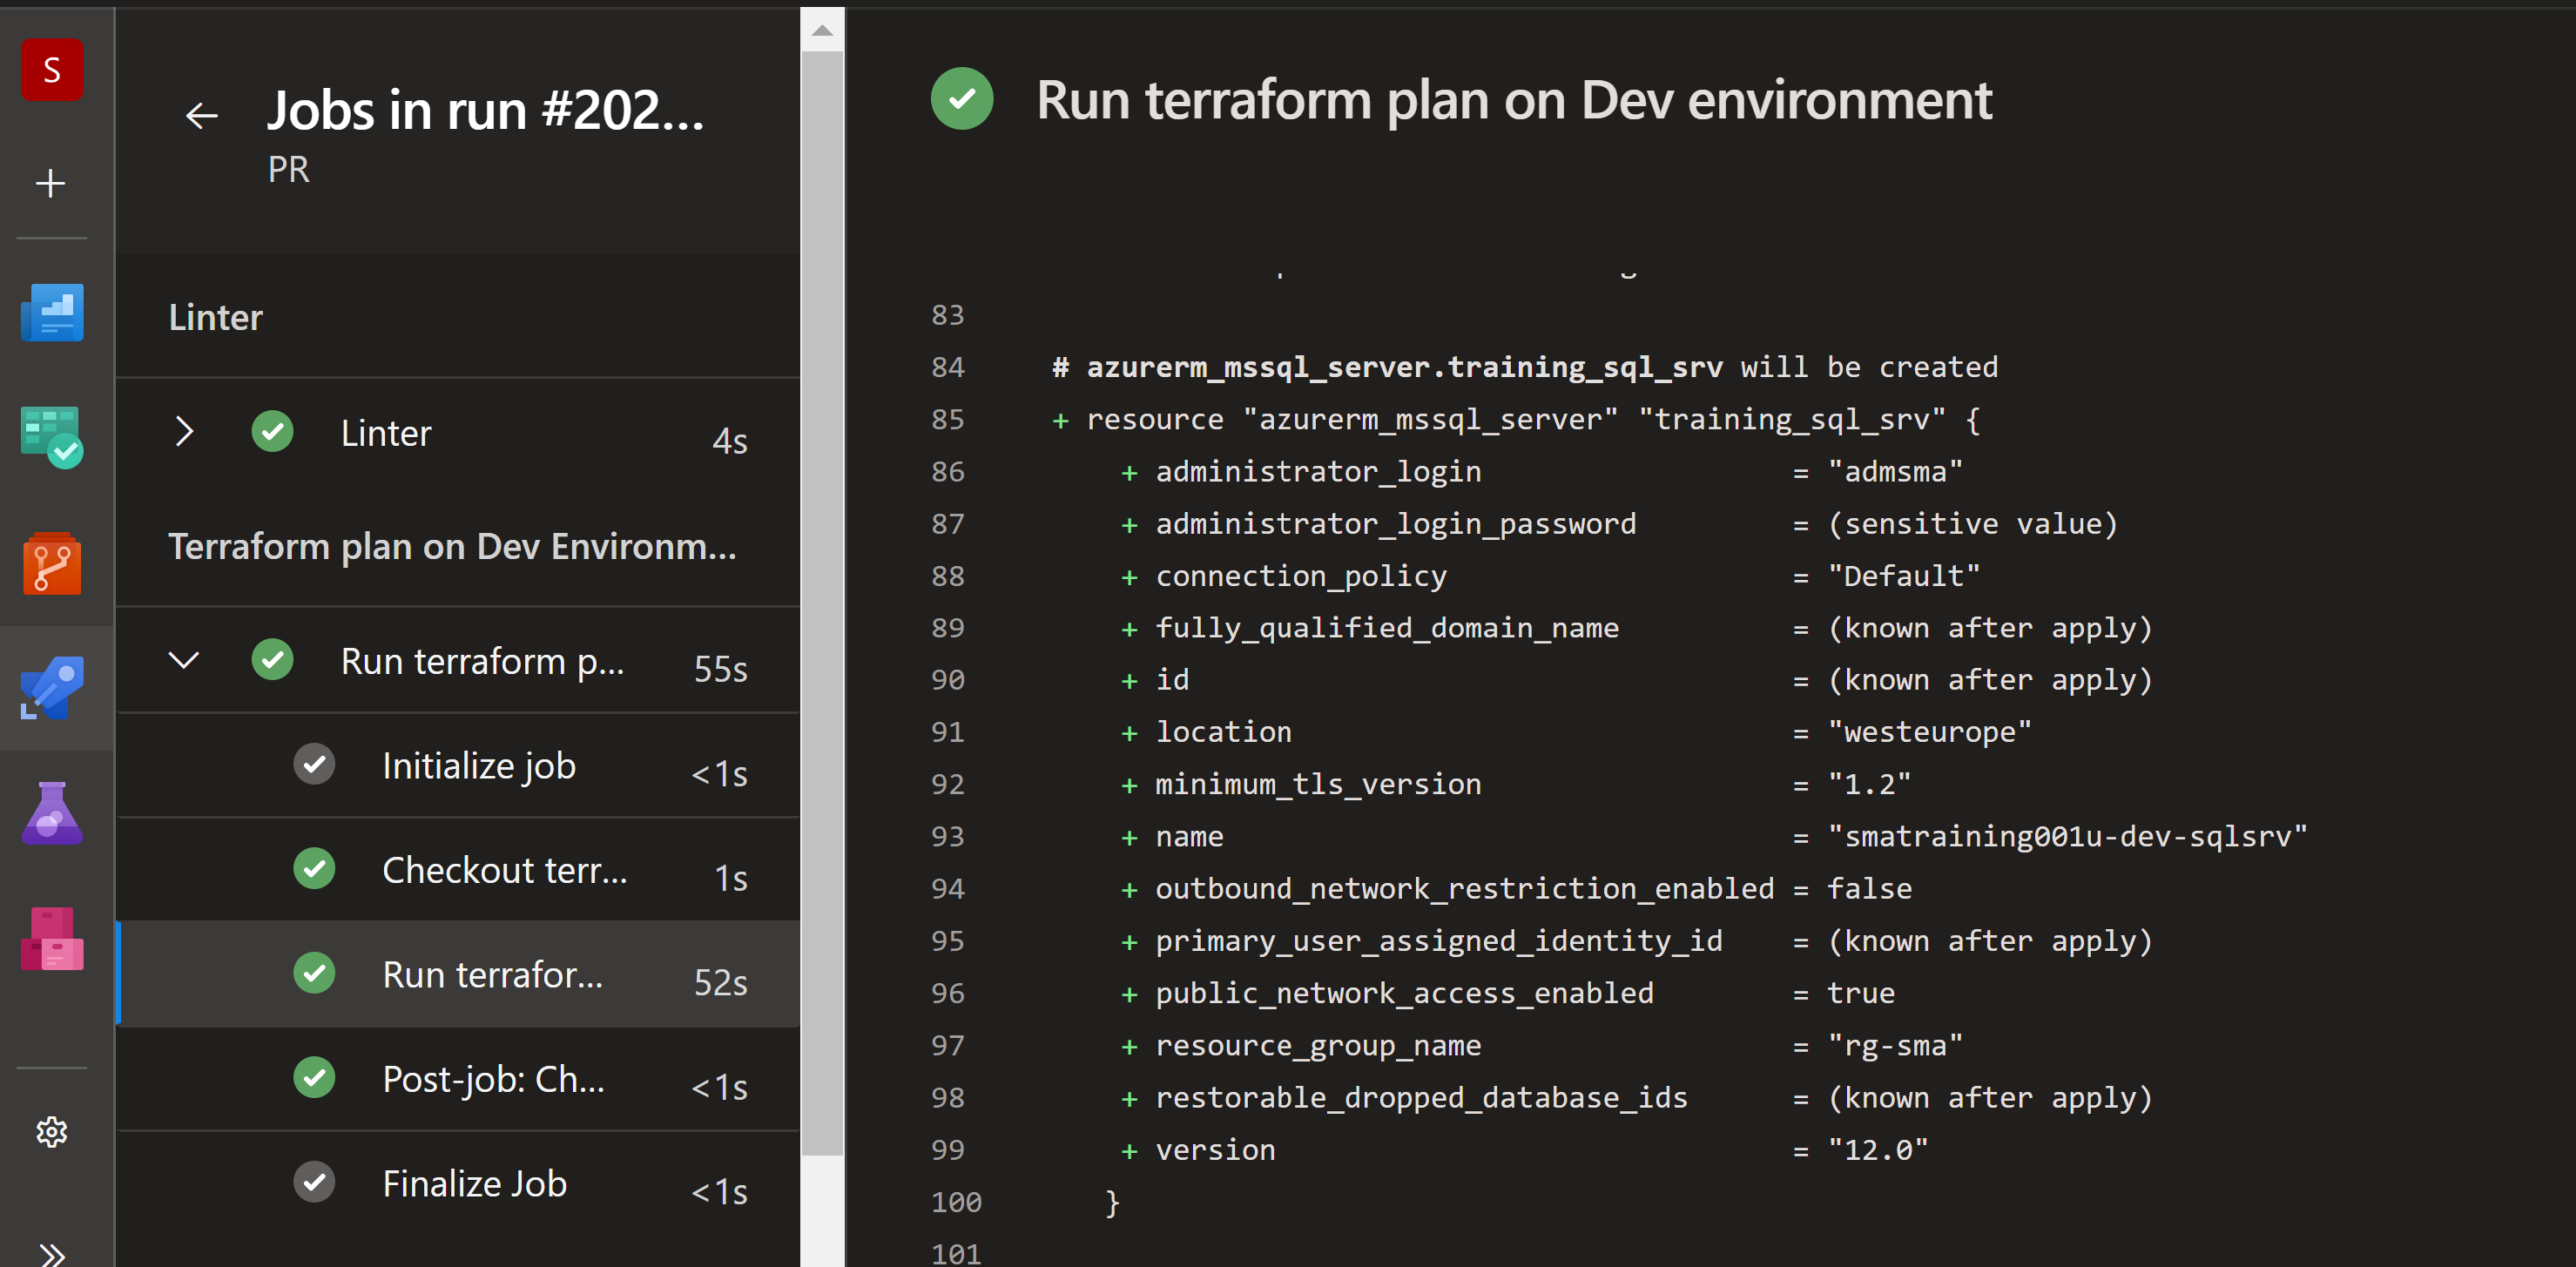 S
Jobs in run #202...
PR
Linter
Linter 4s
Terraform plan on Dev Environm...
Run terraform p... 55s
Initialize job <1s
Checkout terr... 1s
Run terrafor... 52s
Post-job: Ch... <1s
Finalize Job <1s
Run terraform plan on Dev environment
83
84 # azurerm_mssql_server.training_sql_srv will be created
85 + resource "azurerm_mssql_server" "training_sql_srv" {
86 + administrator_login = "admsma"
87 + administrator_login_password = (sensitive value)
88 + connection_policy = "Default"
89 + fully_qualified_domain_name = (known after apply)
90 + id = (known after apply)
91 + location = "westeurope"
92 + minimum_tls_version = "1.2"
93 + name = "smatraining001u-dev-sqlsrv"
94 + outbound_network_restriction_enabled = false
95 + primary_user_assigned_identity_id = (known after apply)
96 + public_network_access_enabled = true
97 + resource_group_name = "rg-sma"
98 + restorable_dropped_database_ids = (known after apply)
99 + version = "12.0"
100 }
101